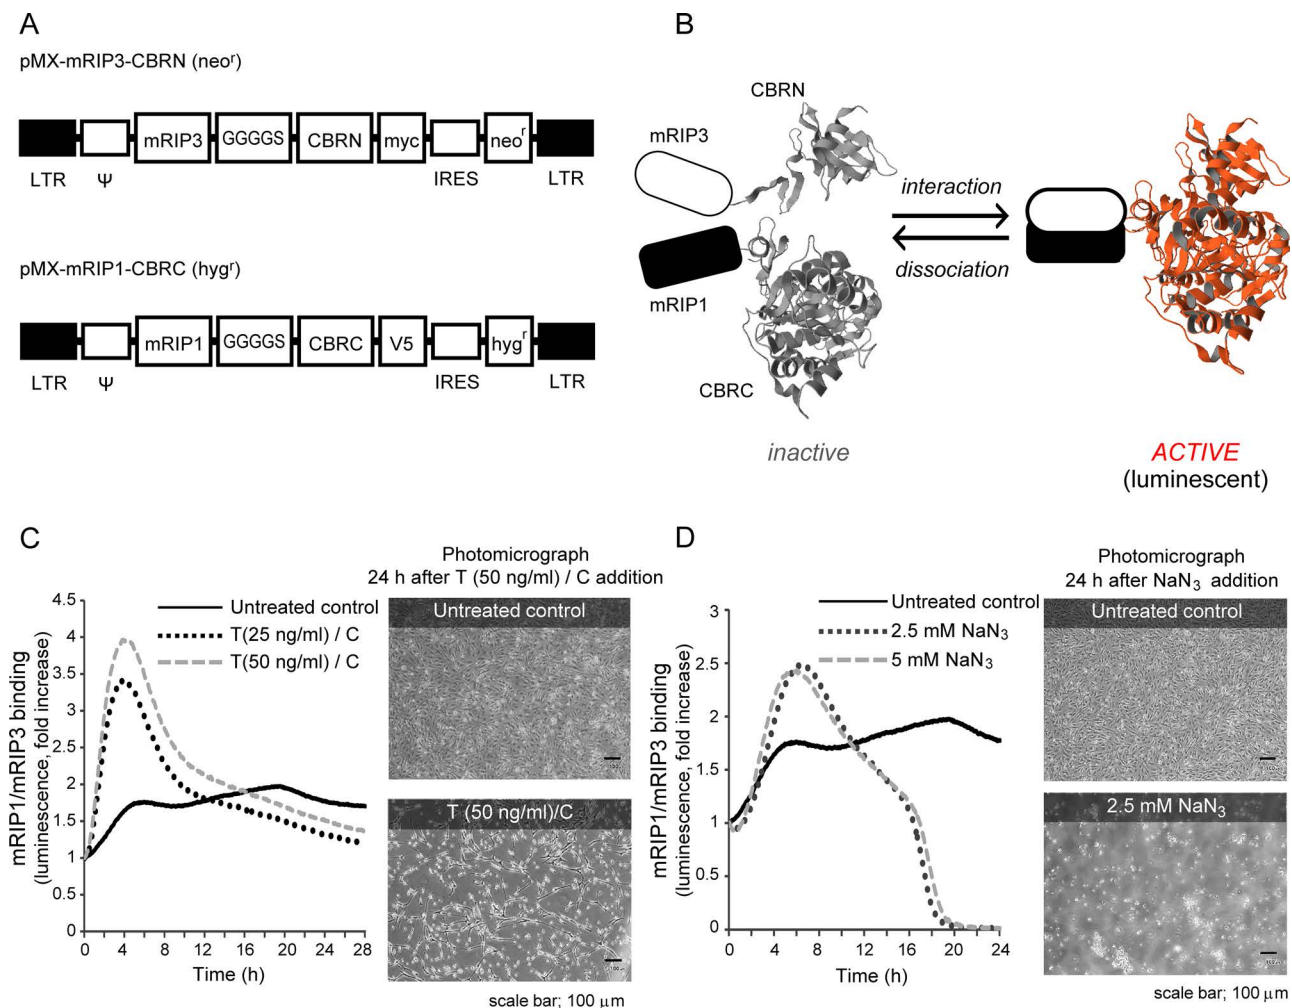 A
pMX-mRIP3-CBRN (neoʳ)
mRIP3 GGGGS CBRN myc neoʳ
LTR Ψ IRES LTR
pMX-mRIP1-CBRC (hygʳ)
mRIP1 GGGGS CBRC V5 hygʳ
LTR Ψ IRES LTR
B
CBRN
mRIP3
mRIP1
CBRC
interaction
dissociation
inactive
ACTIVE
(luminescent)
C
Photomicrograph
24 h after T (50 ng/ml) / C addition
mRIP1/mRIP3 binding
(luminescence, fold increase)
4.5
4
3.5
3
2.5
2
1.5
1
0.5
0
Untreated control
T(25 ng/ml) / C
T(50 ng/ml) / C
0 4 8 12 16 20 24 28
Time (h)
Untreated control
T (50 ng/ml)/C
scale bar; 100 μm
D
Photomicrograph
24 h after NaN₃ addition
mRIP1/mRIP3 binding
(luminescence, fold increase)
3
2.5
2
1.5
1
0.5
0
Untreated control
2.5 mM NaN₃
5 mM NaN₃
0 4 8 12 16 20 24
Time (h)
Untreated control
2.5 mM NaN₃
scale bar; 100 μm